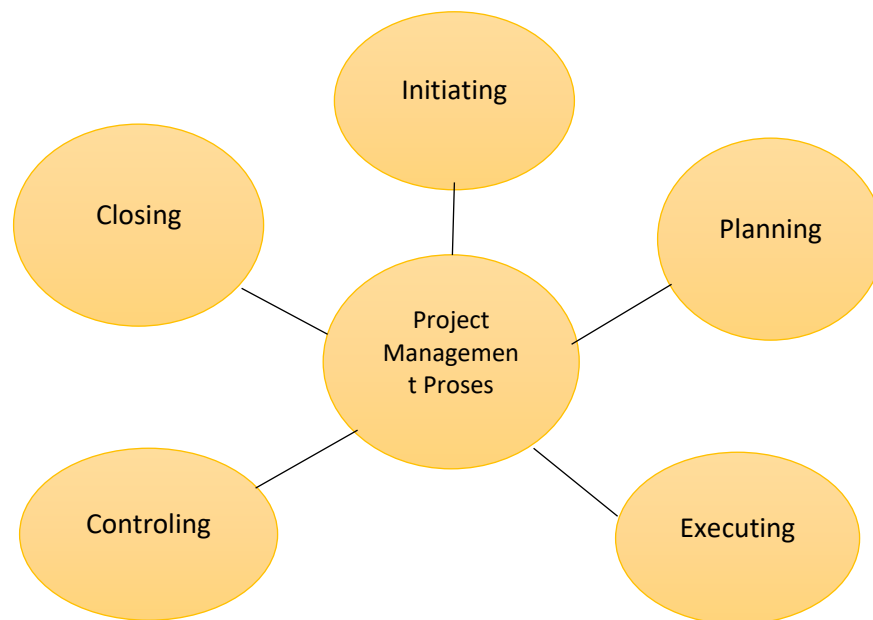 Initiating
Closing
Planning
Project
Managemen
t Proses
Controling
Executing